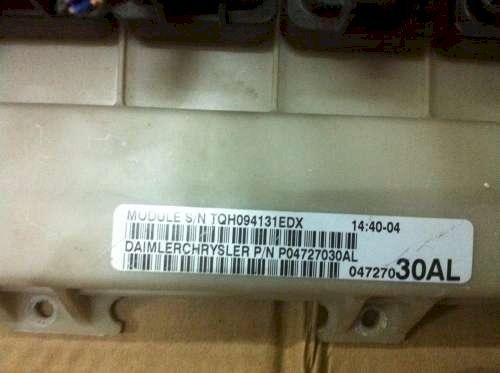 MODULE S/N TQH094131EDX 14:40-04
DAIMLERCHRYSLER P/N P04727030AL
04727030AL